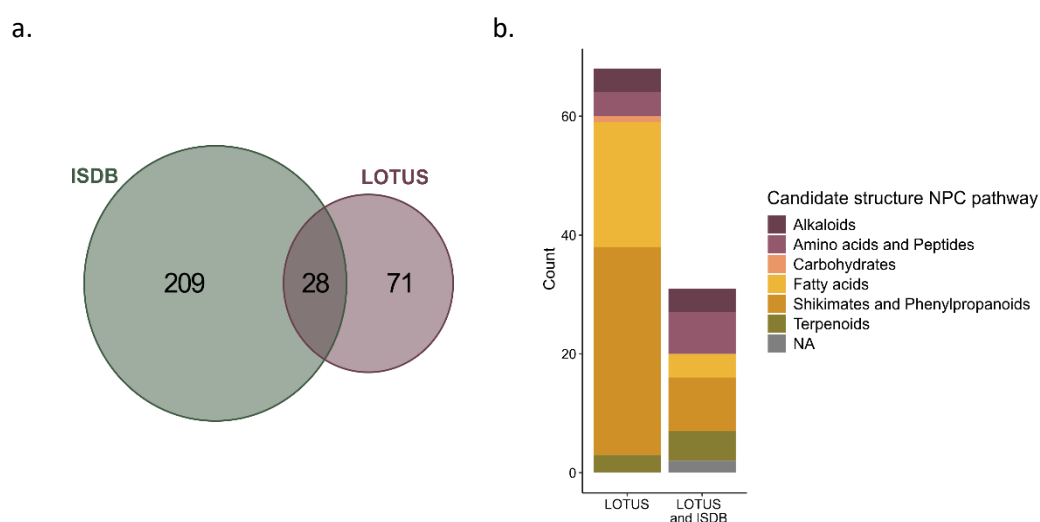 a.
ISDB
LOTUS
209
28
71
b.
60
40
20
0
Count
LOTUS
LOTUS
and ISDB
Candidate structure NPC pathway
Alkaloids
Amino acids and Peptides
Carbohydrates
Fatty acids
Shikimates and Phenylpropanoids
Terpenoids
NA